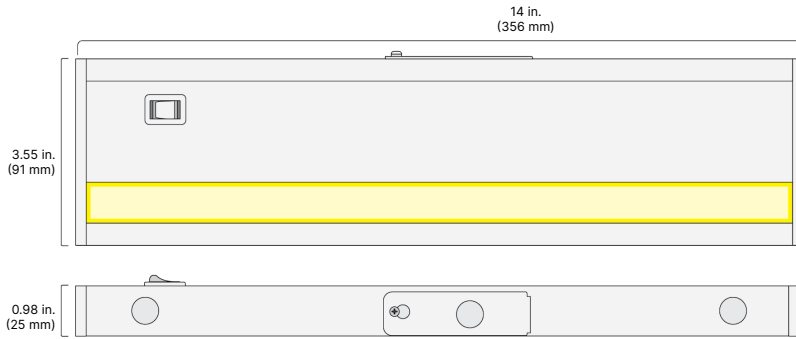 14 in.
(356 mm)
3.55 in.
(91 mm)
0.98 in.
(25 mm)